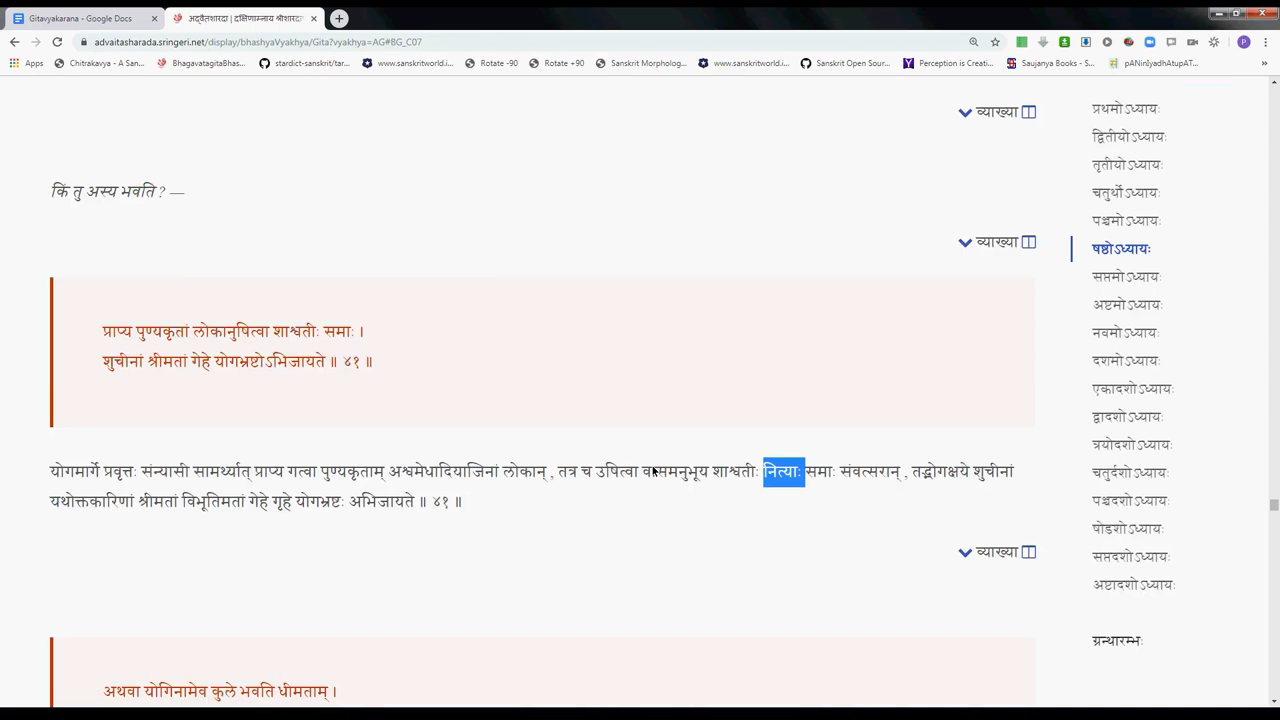 Gitavyakarana - Google Docs
अद्वैतशारदा | दक्षिणाम्नाय श्रीशारदा
advaitasharada.sringeri.net/display/bhashyaVyakhya/Gita?vyakhya=AG#BG_C07
P
Apps
Chitrakavya - A San...
BhagavatagitaBhas...
stardict-sanskrit/tar...
www.sanskritworld.i...
Rotate -90
Rotate +90
Sanskrit Morpholog...
www.sanskritworld.i...
Sanskrit Open Sour...
Perception is Creati...
Saujanya Books - S...
pANinIyadhAtupAT...
व्याख्या
किं तु अस्य भवति ? —
व्याख्या
प्राप्य पुण्यकृतां लोकानुषित्वा शाश्वतीः समाः ।
शुचीनां श्रीमतां गेहे योगभ्रष्टोऽभिजायते ॥ ४१ ॥
योगमार्गे प्रवृत्तः संन्यासी सामर्थ्यात् प्राप्य गत्वा पुण्यकृताम् अश्वमेधादियाजिनां लोकान् , तत्र च उषित्वा वासमनुभूय शाश्वतीः नित्याः समाः संवत्सरान् , तद्भोगक्षये शुचीनां
यथोक्तकारिणां श्रीमतां विभूतिमतां गेहे गृहे योगभ्रष्टः अभिजायते ॥ ४१ ॥
व्याख्या
अथवा योगिनामेव कुले भवति धीमताम् ।
प्रथमोऽध्यायः
द्वितीयोऽध्यायः
तृतीयोऽध्यायः
चतुर्थोऽध्यायः
पञ्चमोऽध्यायः
षष्ठोऽध्यायः
सप्तमोऽध्यायः
अष्टमोऽध्यायः
नवमोऽध्यायः
दशमोऽध्यायः
एकादशोऽध्यायः
द्वादशोऽध्यायः
त्रयोदशोऽध्यायः
चतुर्दशोऽध्यायः
पञ्चदशोऽध्यायः
षोडशोऽध्यायः
सप्तदशोऽध्यायः
अष्टादशोऽध्यायः
ग्रन्थारम्भः